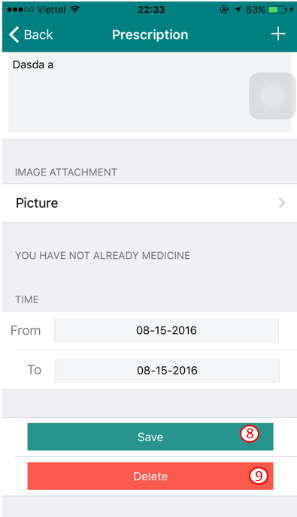 Viettel 22:33 53%
Back Prescription +
Dasda a
IMAGE ATTACHMENT
Picture
YOU HAVE NOT ALREADY MEDICINE
TIME
From 08-15-2016
To 08-15-2016
Save 8
Delete 9